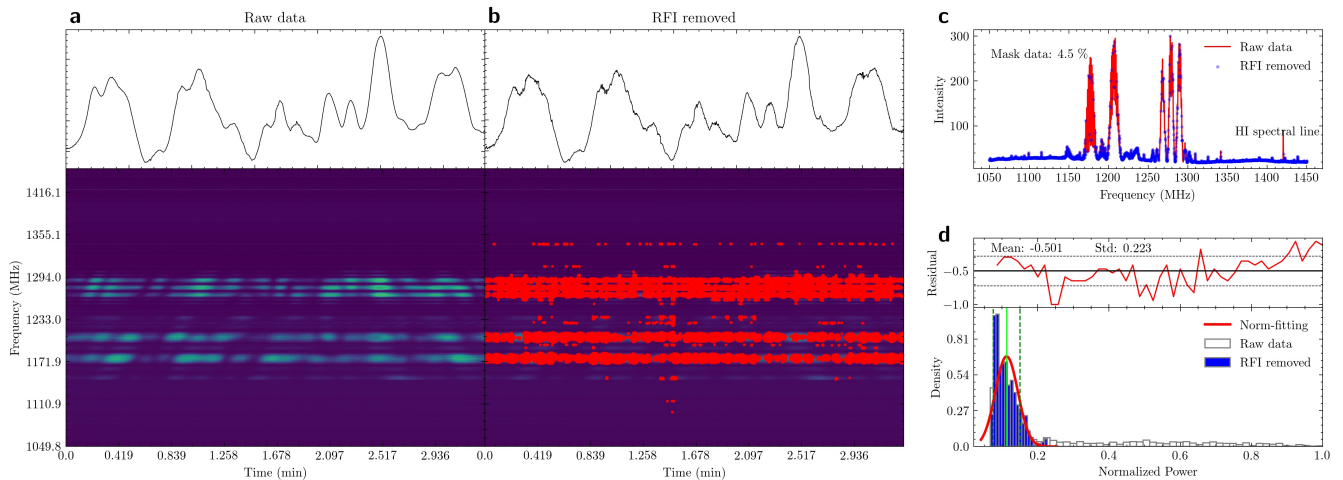 a
Raw data
1416.1
1355.1
1294.0
1233.0
1171.9
1110.9
1049.8
Frequency (MHz)
0.0 0.419 0.839 1.258 1.677 2.097 2.517 2.936
Time (min)
b
RFI removed
0.0 0.419 0.839 1.258 1.677 2.097 2.517 2.936
Time (min)
c
Mask data: 4.5 %
Raw data
RFI removed
HI spectral line
300
200
100
Intensity
1050 1100 1150 1200 1250 1300 1350 1400 1450
Frequency (MHz)
d
Mean: -0.501 Std: 0.223
−0.5
−1.0
Residual
Norm-fitting
Raw data
RFI removed
0.81
0.54
0.27
0.0
Density
0.2 0.4 0.6 0.8 1.0
Normalized Power